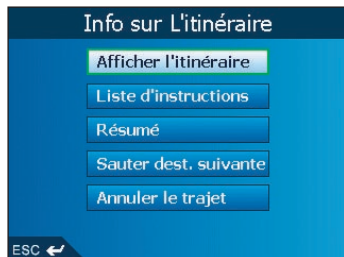 Info sur L'itinéraire
Afficher l'itinéraire
Liste d'instructions
Résumé
Sauter dest. suivante
Annuler le trajet
ESC